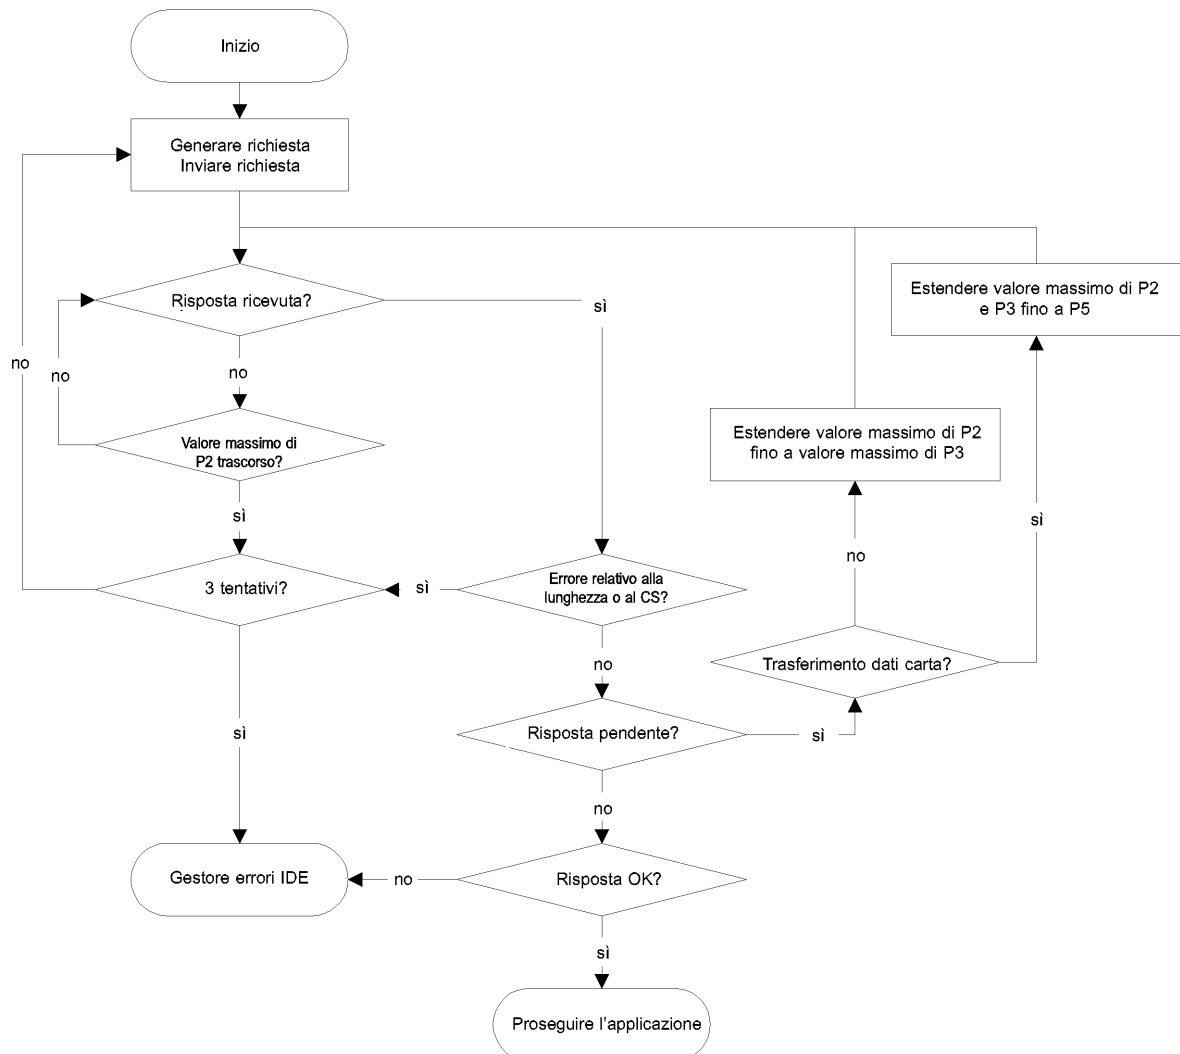 Inizio
Generare richiesta
Inviare richiesta
Risposta ricevuta?
sì
Estendere valore massimo di P2
e P3 fino a P5
no
no
no
Valore massimo di
P2 trascorso?
Estendere valore massimo di P2
fino a valore massimo di P3
sì
sì
no
3 tentativi?
sì
Errore relativo alla
lunghezza o al CS?
no
Trasferimento dati carta?
sì
Risposta pendente?
sì
no
Gestore errori IDE
no
Risposta OK?
sì
Proseguire l'applicazione